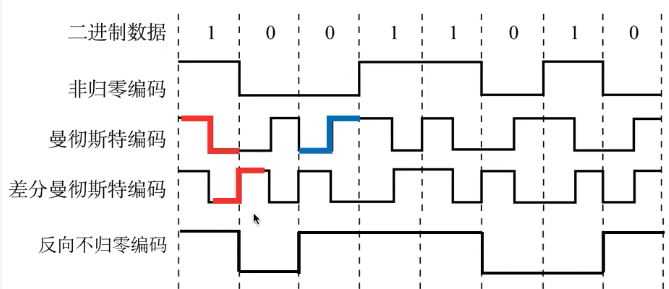 二进制数据 1 0 0 1 1 0 1 0
非归零编码
曼彻斯特编码
差分曼彻斯特编码
反向不归零编码